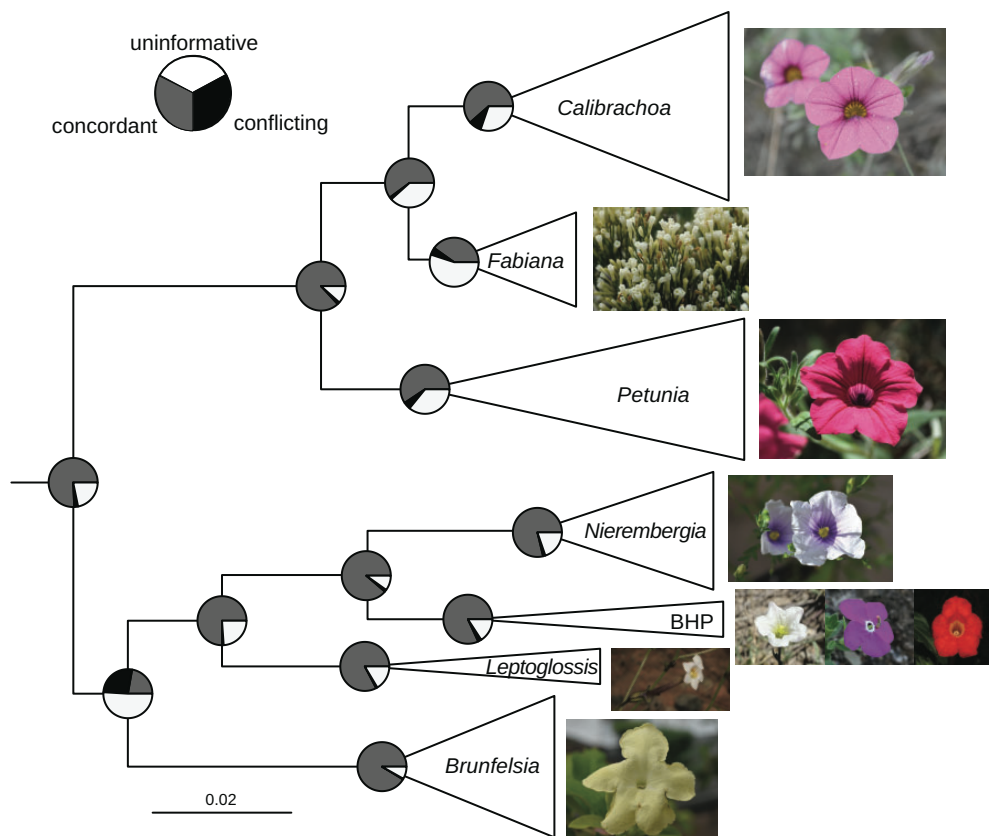 uninformative
concordant
conflicting
Calibrachoa
Fabiana
Petunia
Nierembergia
BHP
Leptoglossis
Brunfelsia
0.02